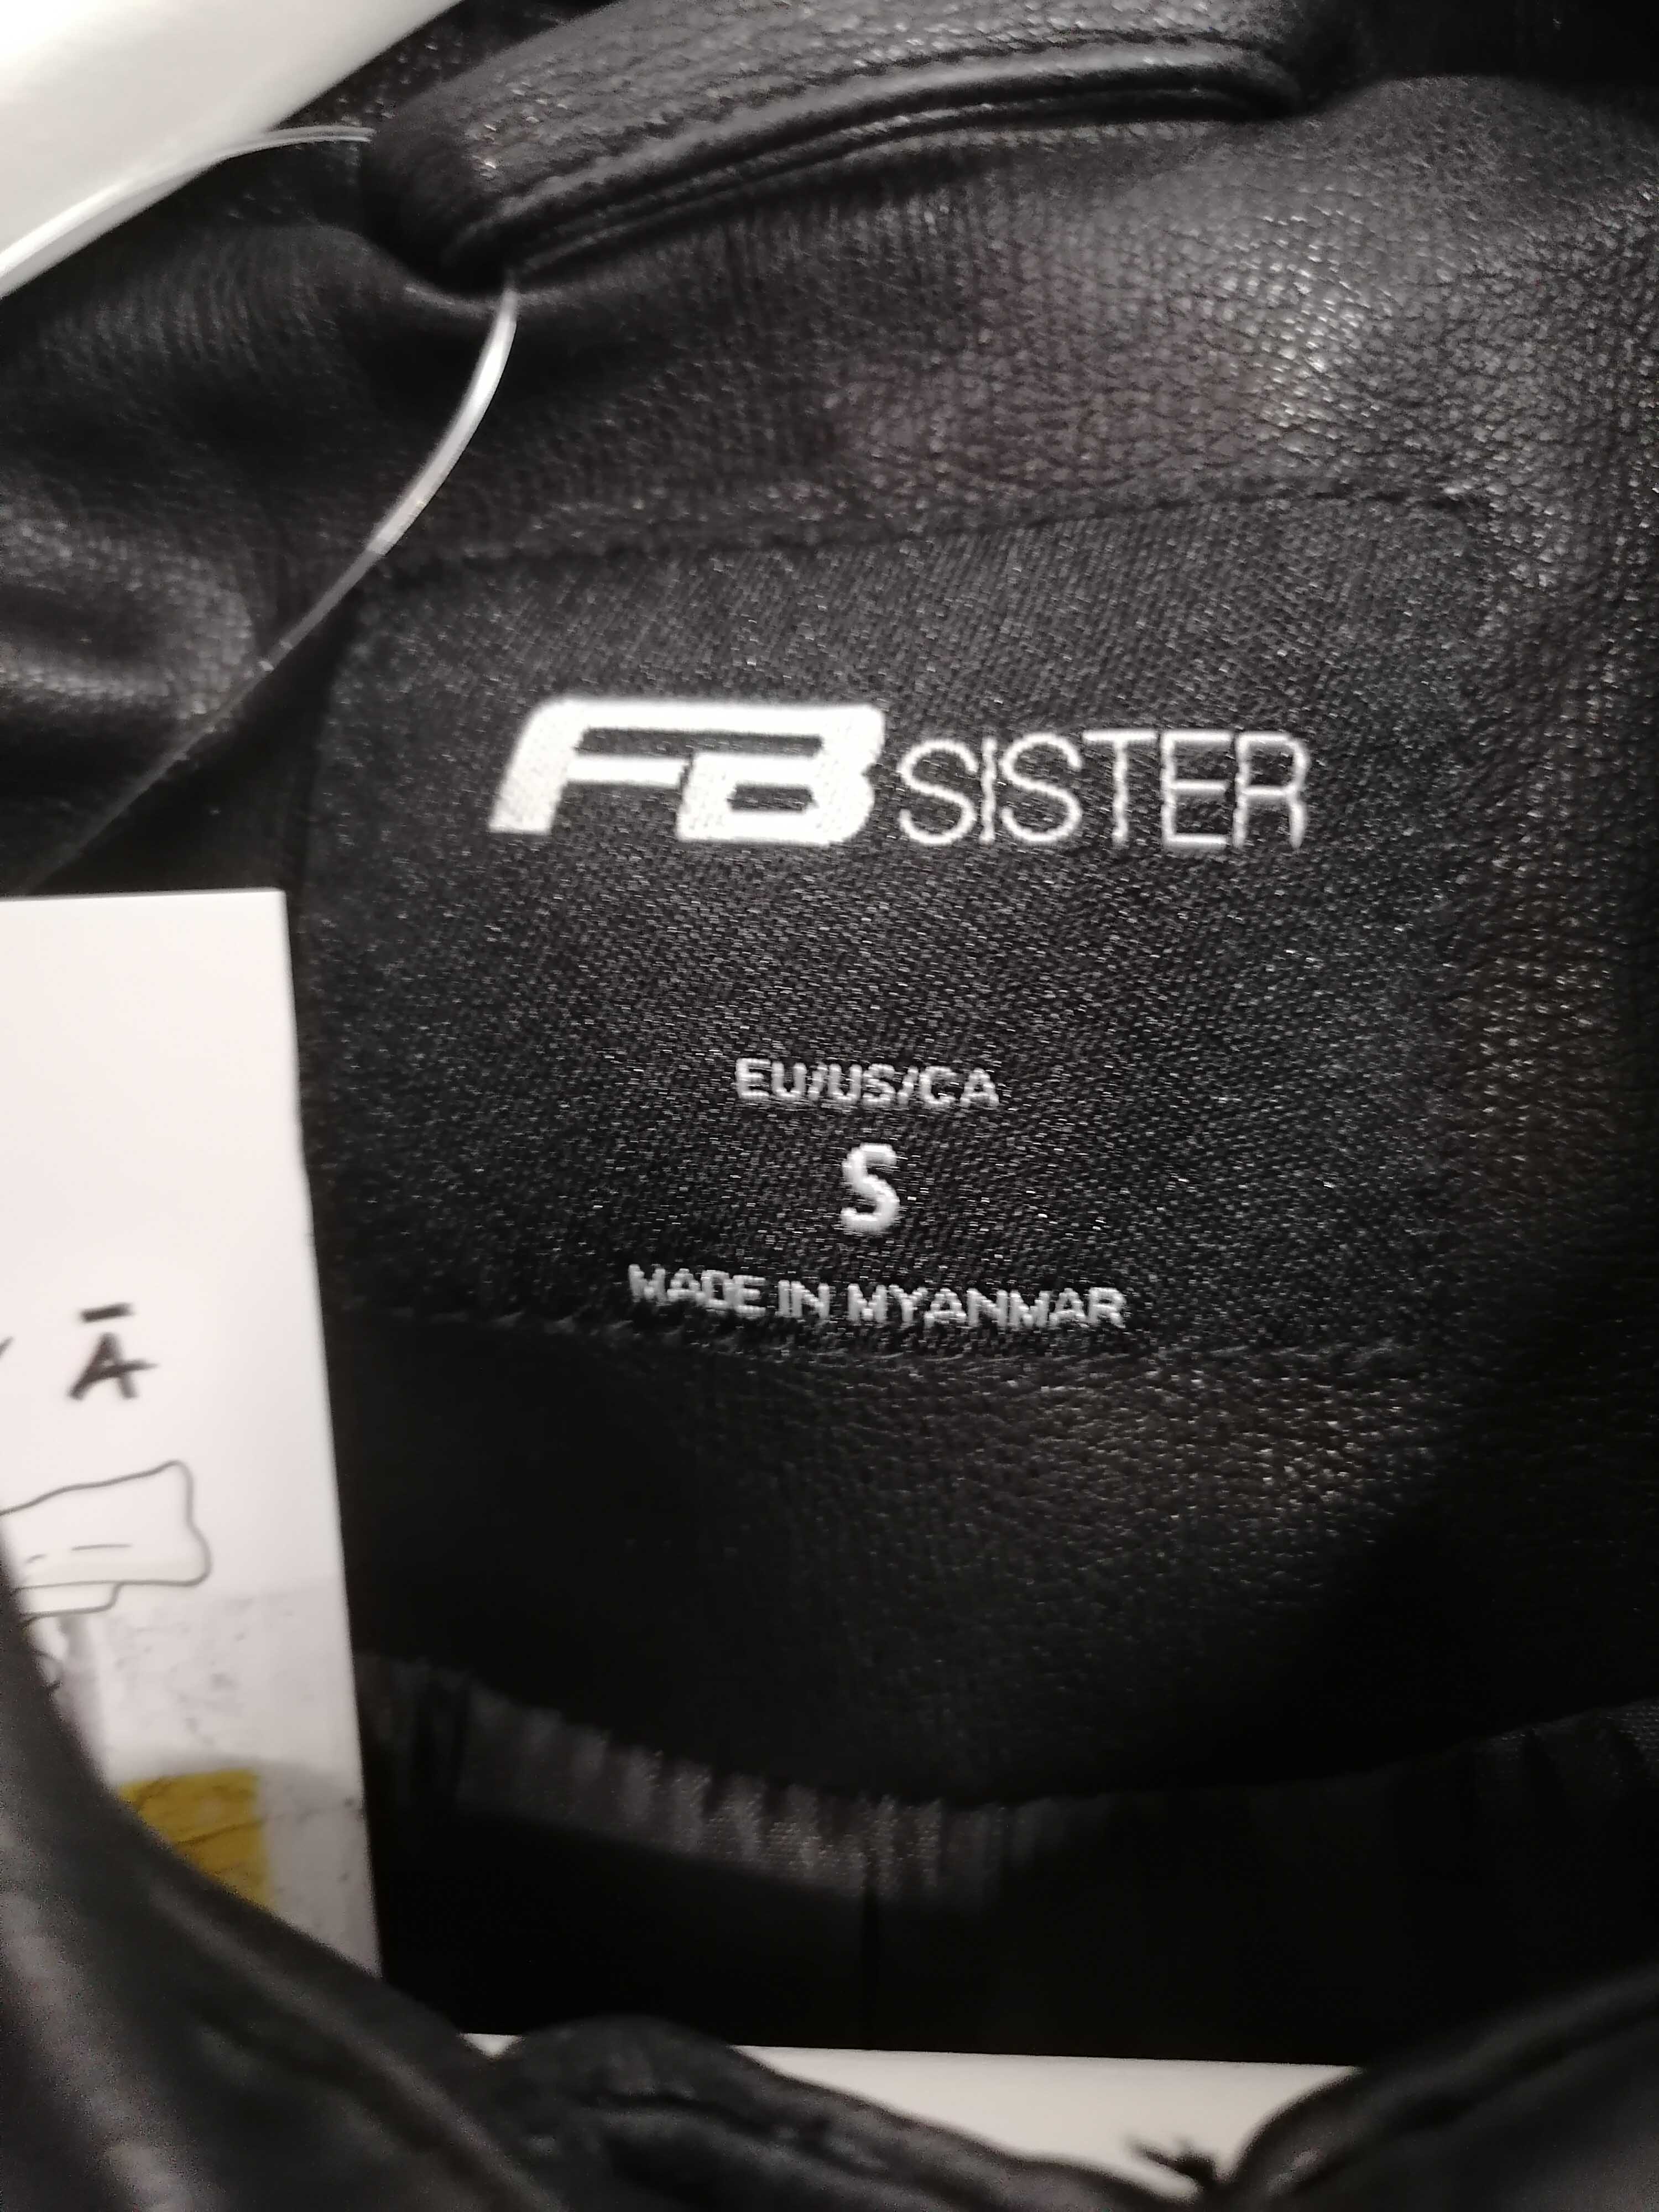 FB SISTER
EU/US/CA
S
MADE IN MYANMAR
Ā